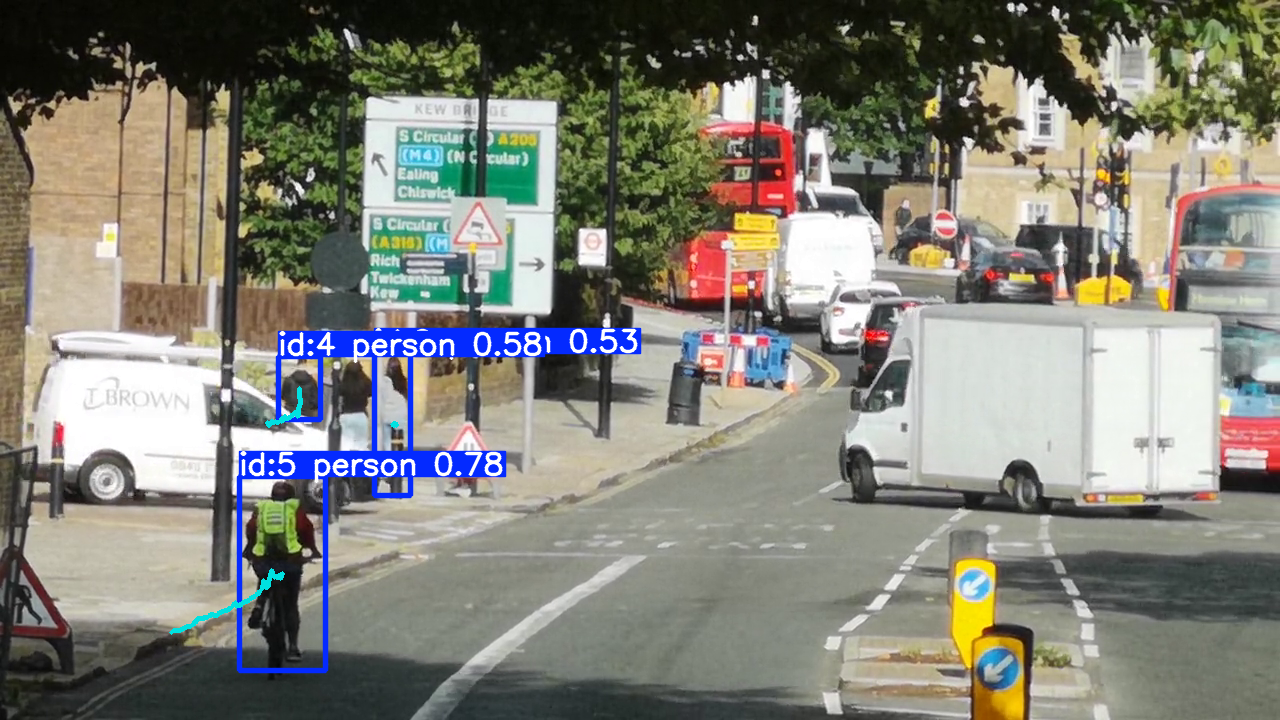 KEW BRIDGE
S Circular A205
(M4) (N Circular)
Ealing
Chiswick
S Circular
(A316) (M
Rich
Twickenham
Kew
T BROWN
id:4 person 0.58) 0.53
id:5 person 0.78